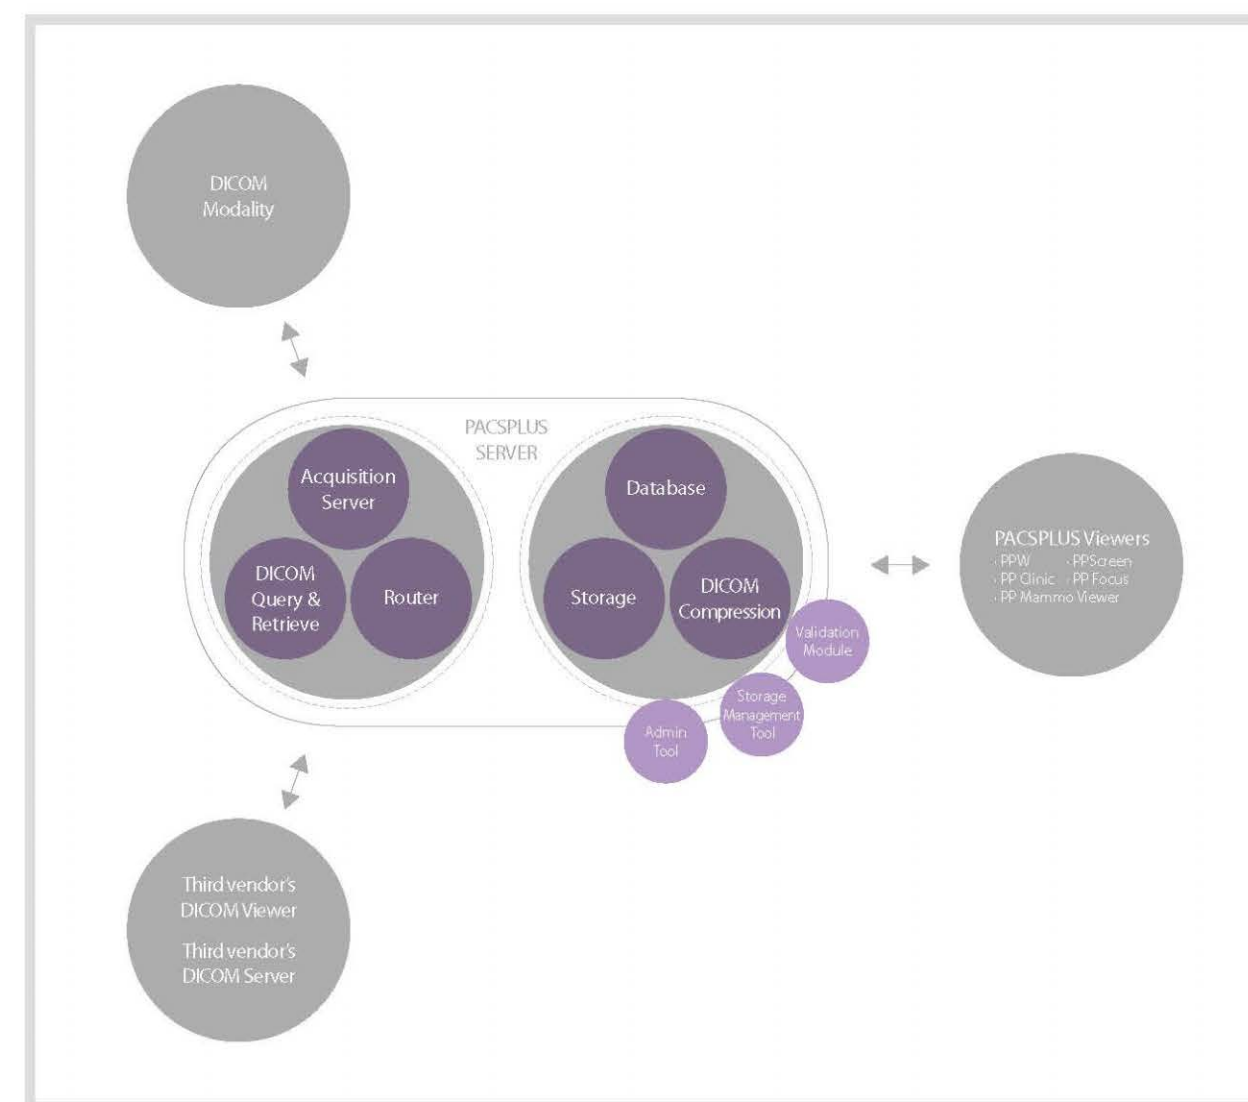 DICOM
Modality
PACSPLUS
SERVER
Acquisition
Server
DICOM
Query &
Retrieve
Router
Database
Storage
DICOM
Compression
Validation
Module
Storage
Management
Tool
Admin
Tool
PACSPLUS Viewers
· PPW · PPScreen
· PP Clinic · PP Focus
· PP Mammo Viewer
Third vendor's
DICOM Viewer
Third vendor's
DICOM Server